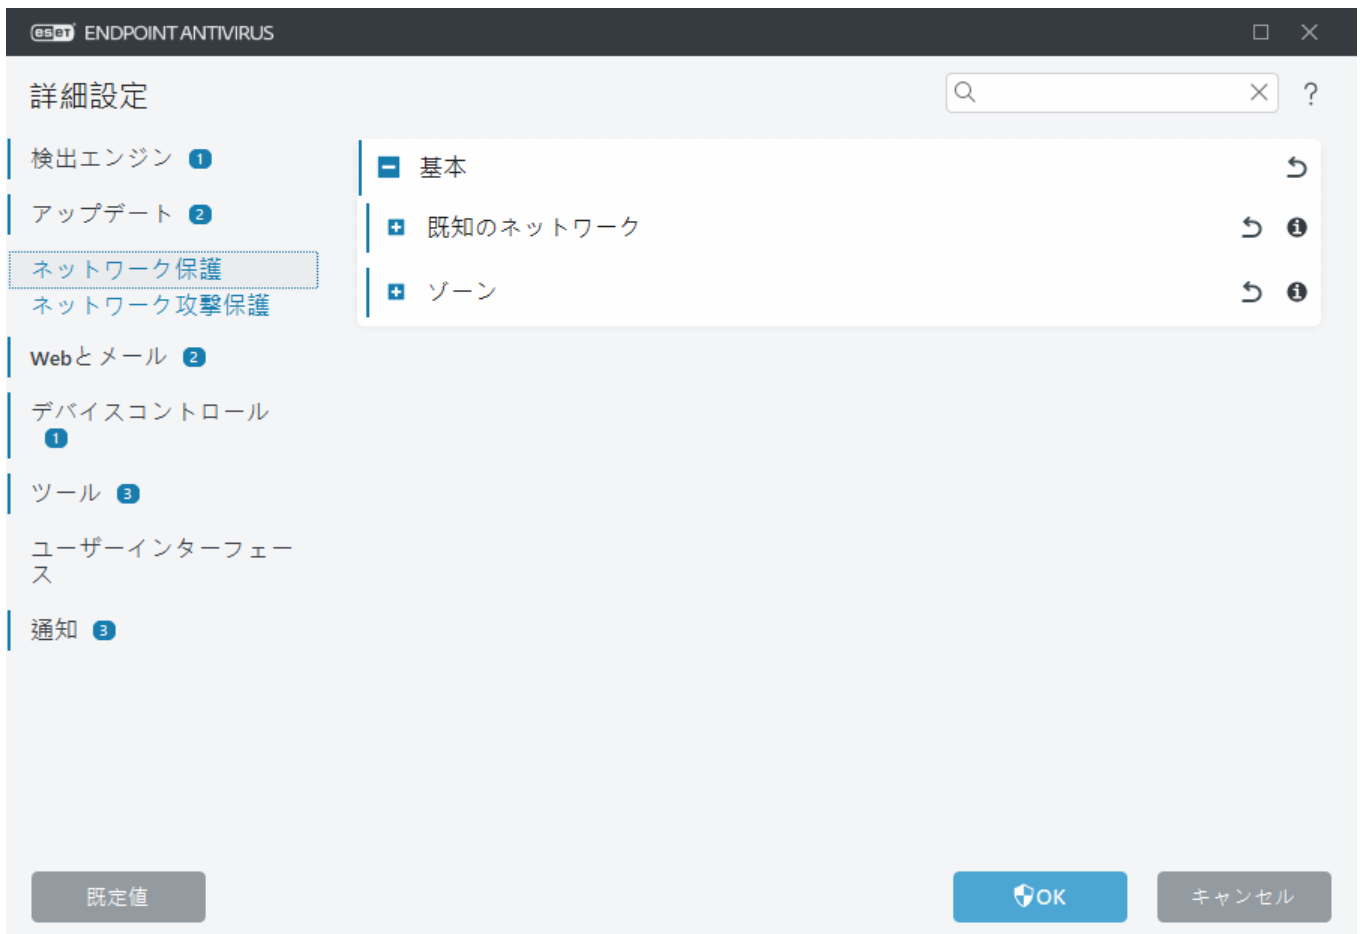 eset ENDPOINT ANTIVIRUS
詳細設定
?
検出エンジン 1
アップデート 2
ネットワーク保護
ネットワーク攻撃保護
Webとメール 2
デバイスコントロール
1
ツール 3
ユーザーインターフェー
ス
通知 3
基本
既知のネットワーク
ゾーン
既定値
OK
キャンセル